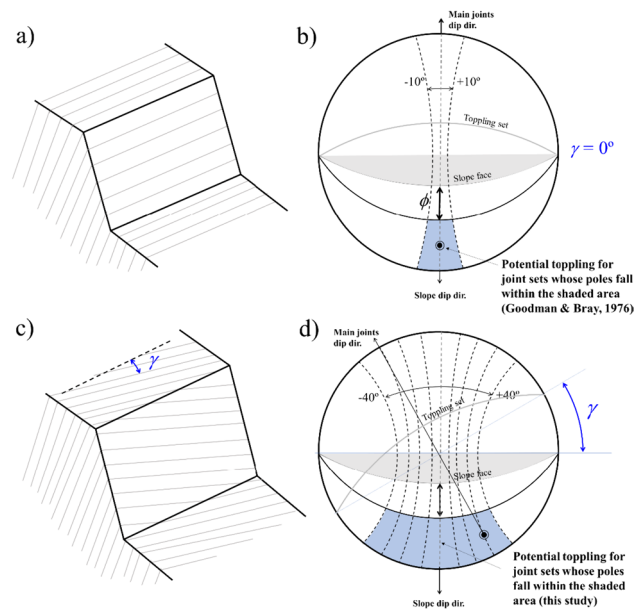 a)
b)
Main joints
dip dir.
-10º
+10º
Toppling set
γ = 0º
Slope face
ϕ
Potential toppling for
joint sets whose poles fall
within the shaded area
(Goodman & Bray, 1976)
Slope dip dir.
c)
γ
d)
Main joints
dip dir.
-40º
+40º
Toppling set
γ
Slope face
Potential toppling for
joint sets whose poles
fall within the shaded
area (this study)
Slope dip dir.